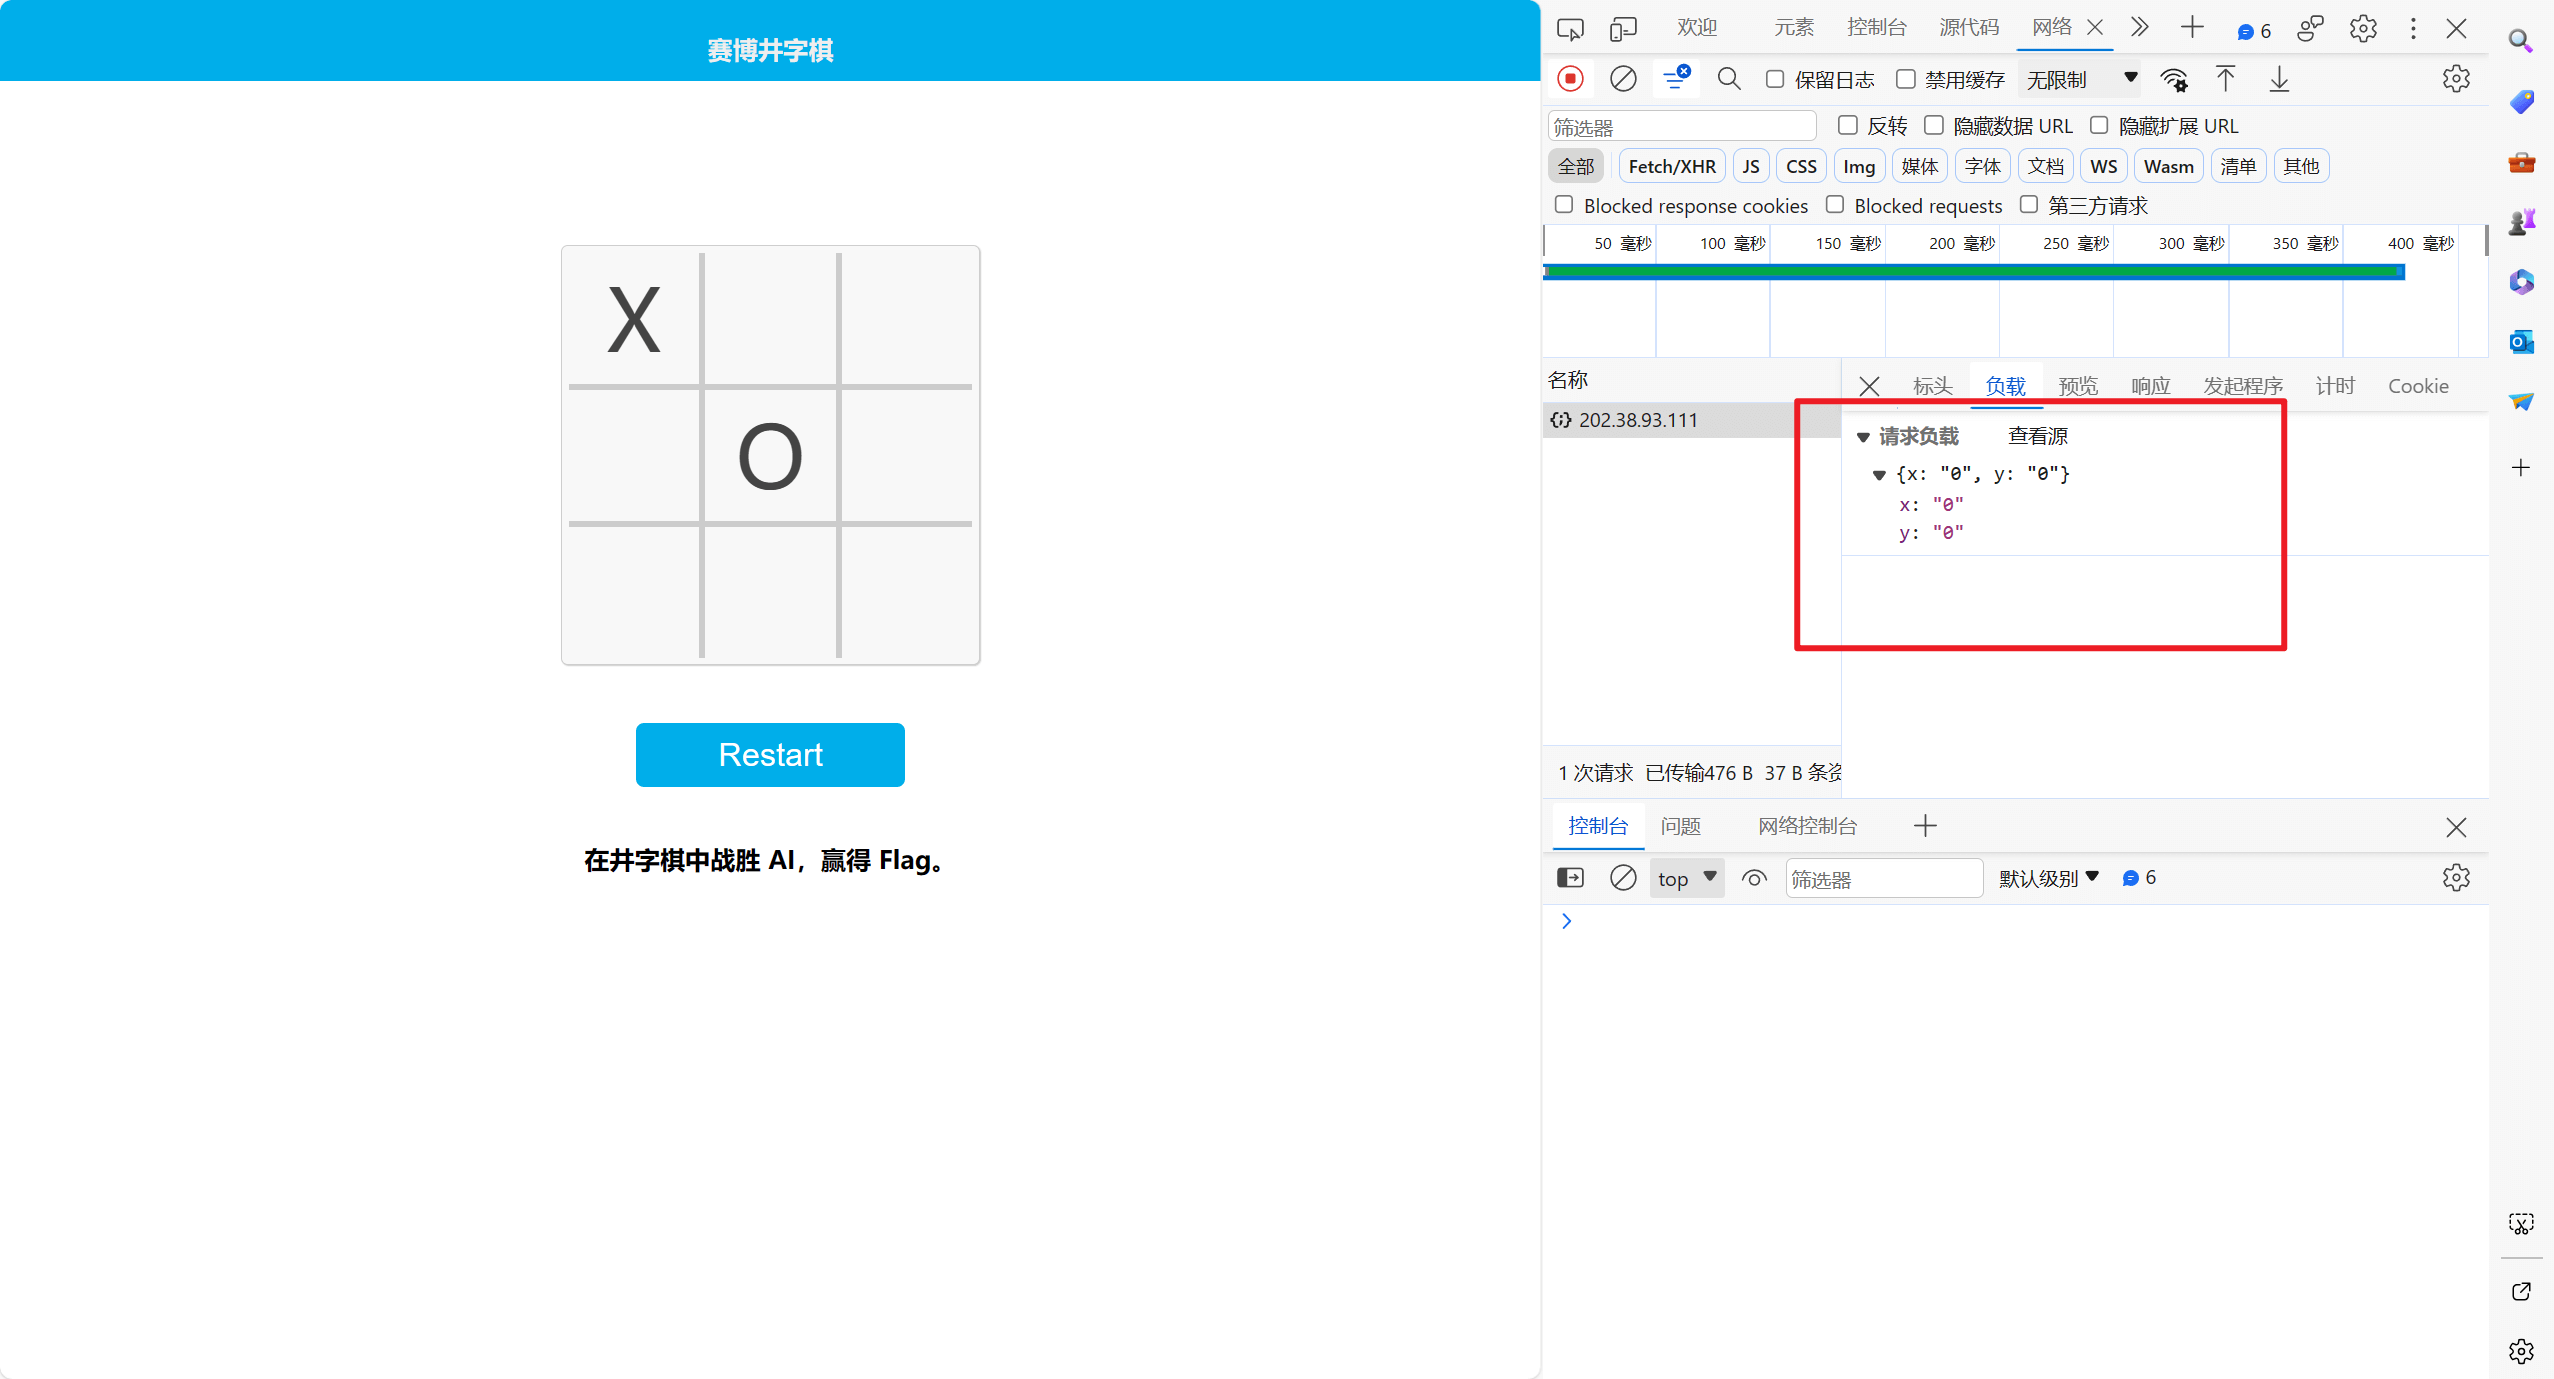 赛博井字棋
X
O
Restart
在井字棋中战胜 AI，赢得 Flag。
欢迎 元素 控制台 源代码 网络 6
保留日志 禁用缓存 无限制
筛选器 反转 隐藏数据 URL 隐藏扩展 URL
全部 Fetch/XHR JS CSS Img 媒体 字体 文档 WS Wasm 清单 其他
Blocked response cookies Blocked requests 第三方请求
50 毫秒 100 毫秒 150 毫秒 200 毫秒 250 毫秒 300 毫秒 350 毫秒 400 毫秒
名称 标头 负载 预览 响应 发起程序 计时 Cookie
202.38.93.111
请求负载 查看源
{x: "0", y: "0"}
x: "0"
y: "0"
1 次请求 已传输476 B 37 B 条
控制台 问题 网络控制台
top 筛选器 默认级别 6